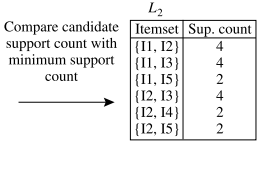 L2
Compare candidate
support count with
minimum support
count
Itemset Sup. count
{I1, I2} 4
{I1, I3} 4
{I1, I5} 2
{I2, I3} 4
{I2, I4} 2
{I2, I5} 2